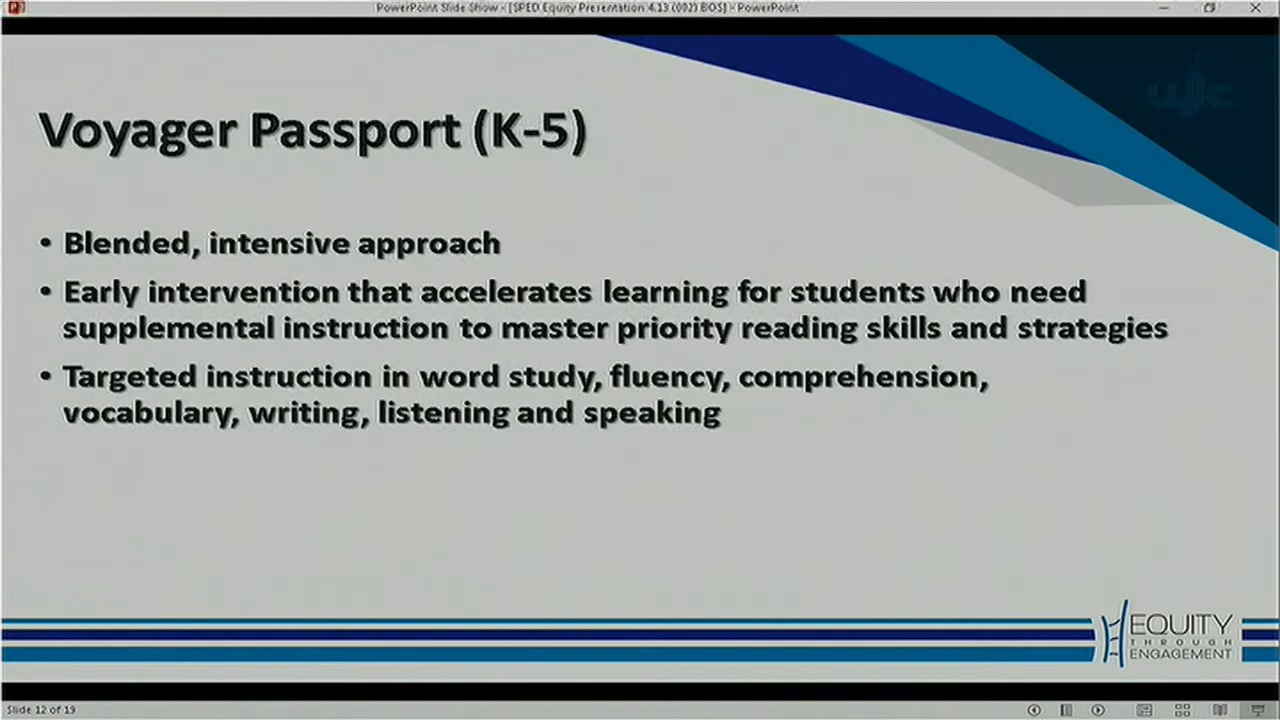 PowerPoint Slide Show - [SPED Equity Presentation 4.13 (002) BOS] - PowerPoint
wjc
Voyager Passport (K-5)
• Blended, intensive approach
• Early intervention that accelerates learning for students who need
supplemental instruction to master priority reading skills and strategies
• Targeted instruction in word study, fluency, comprehension,
vocabulary, writing, listening and speaking
EQUITY
THROUGH
ENGAGEMENT
Slide 12 of 19